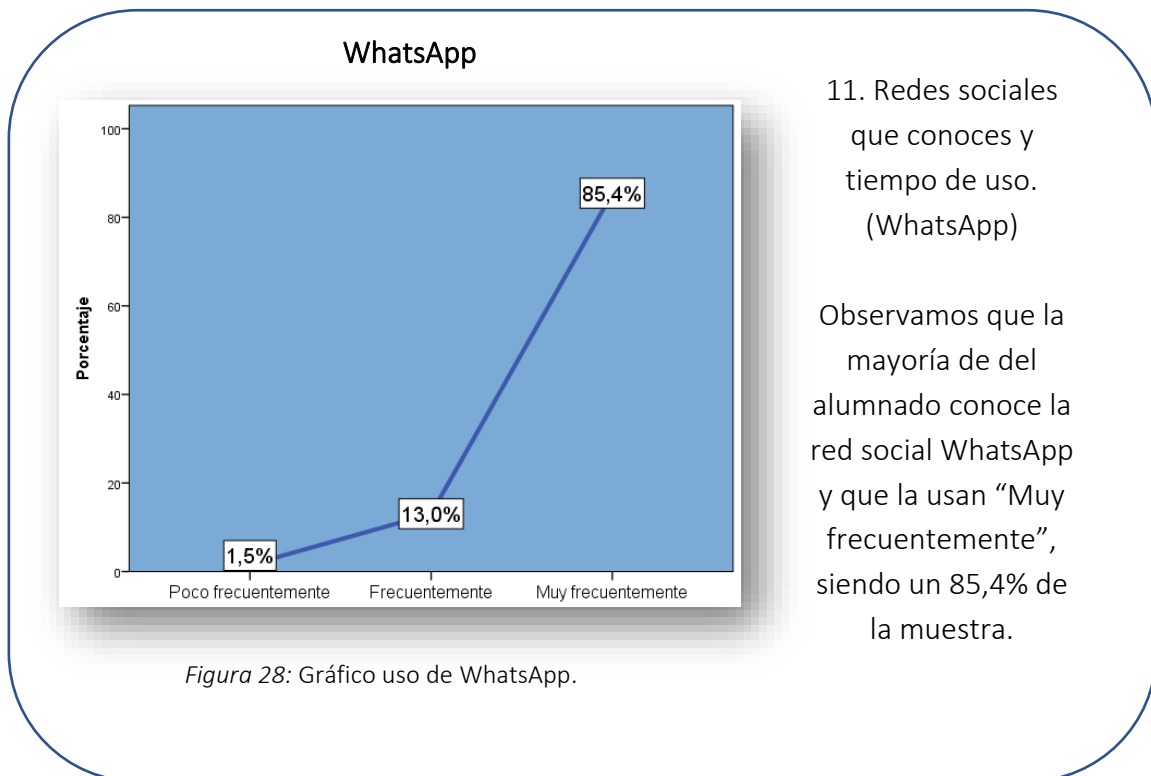 WhatsApp
100
80
60
40
20
0
Porcentaje
85,4%
13,0%
1,5%
Poco frecuentemente
Frecuentemente
Muy frecuentemente
Figura 28: Gráfico uso de WhatsApp.
11. Redes sociales
que conoces y
tiempo de uso.
(WhatsApp)
Observamos que la
mayoría de del
alumnado conoce la
red social WhatsApp
y que la usan “Muy
frecuentemente”,
siendo un 85,4% de
la muestra.